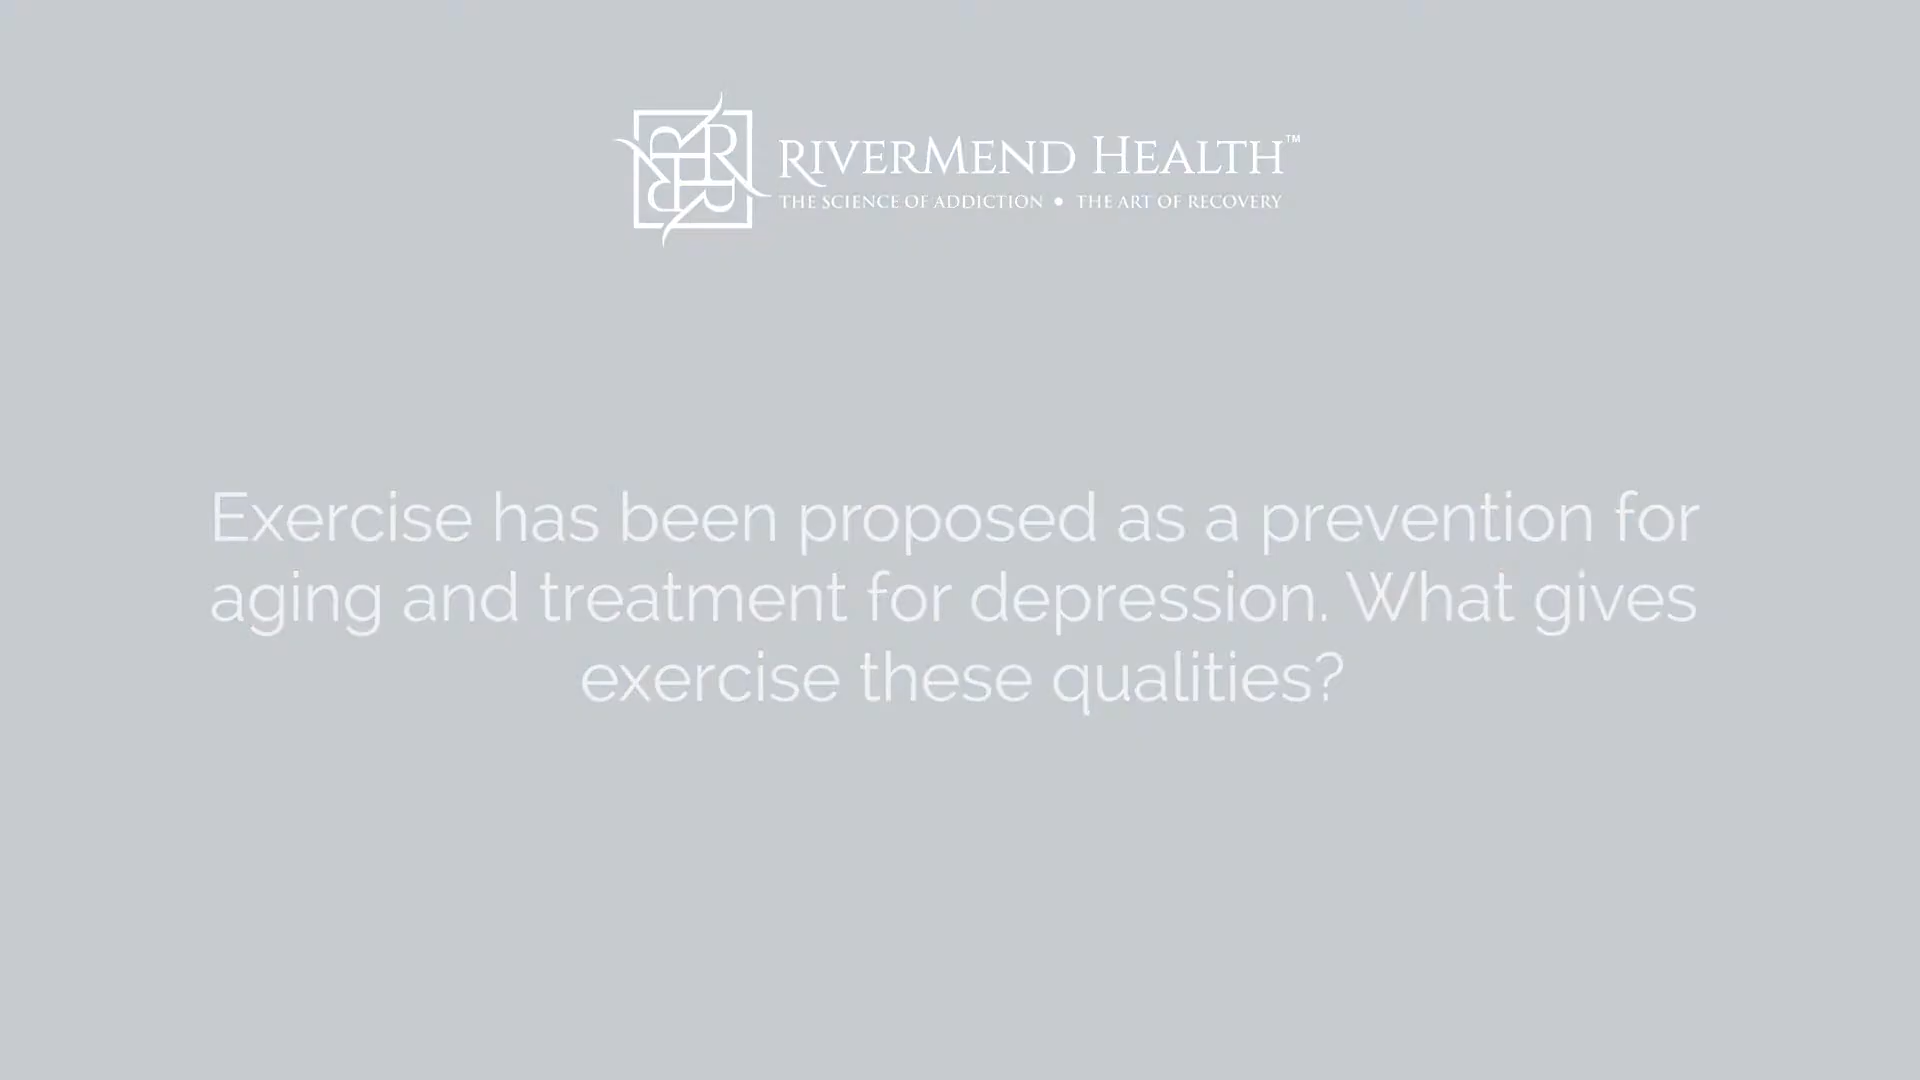 RIVERMEND HEALTH™
THE SCIENCE OF ADDICTION • THE ART OF RECOVERY
Exercise has been proposed as a prevention for
aging and treatment for depression. What gives
exercise these qualities?